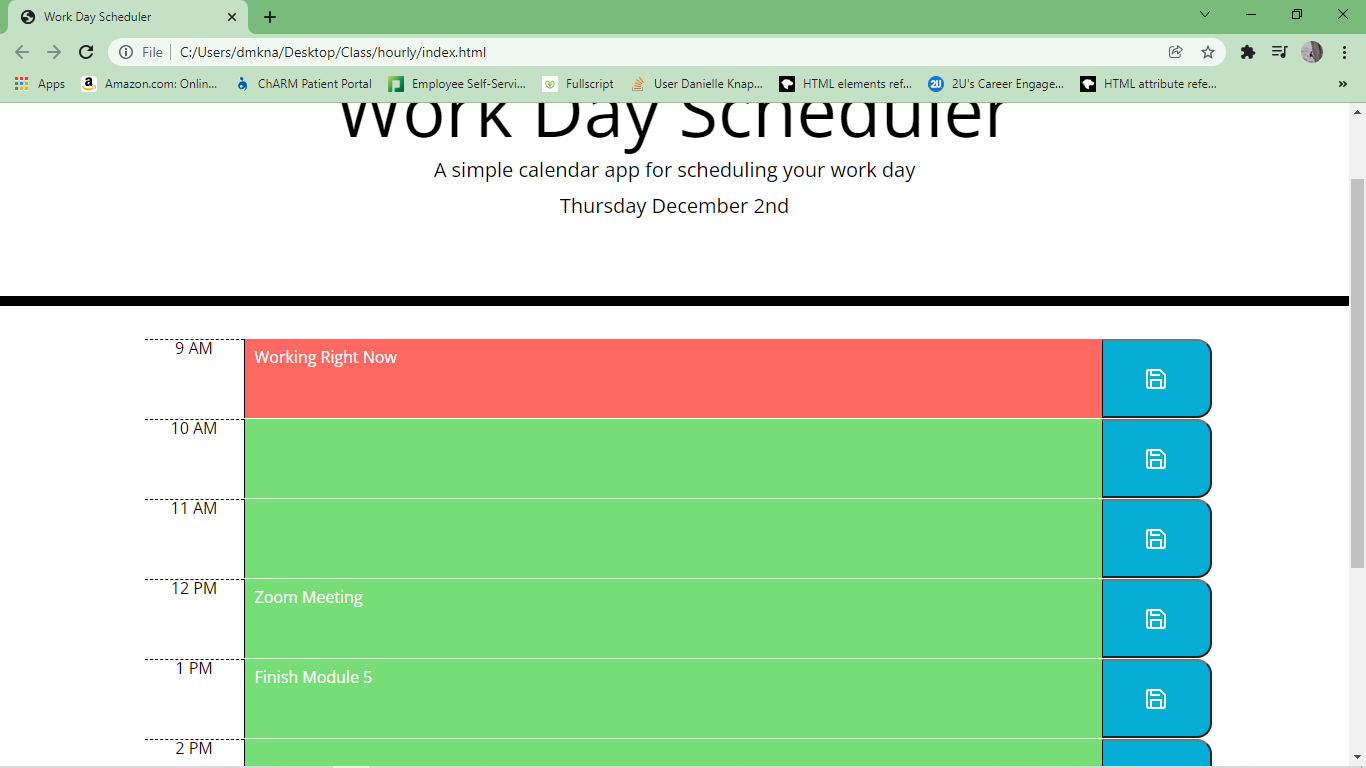 Work Day Scheduler
File C:/Users/dmkna/Desktop/Class/hourly/index.html
Apps Amazon.com: Onlin... ChARM Patient Portal Employee Self-Servi... Fullscript User Danielle Knap... HTML elements ref... 2U 2U's Career Engage... HTML attribute refe... »
Work Day Scheduler
A simple calendar app for scheduling your work day
Thursday December 2nd
9 AM Working Right Now
10 AM
11 AM
12 PM Zoom Meeting
1 PM Finish Module 5
2 PM